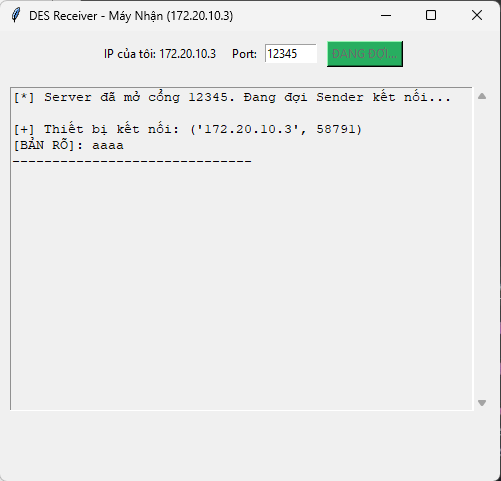 DES Receiver - Máy Nhận (172.20.10.3)
IP của tôi: 172.20.10.3 Port: 12345 ĐANG ĐỢI...
[*] Server đã mở cổng 12345. Đang đợi Sender kết nối...
[+] Thiết bị kết nối: ('172.20.10.3', 58791)
[BẢN RÕ]: aaaa
------------------------------